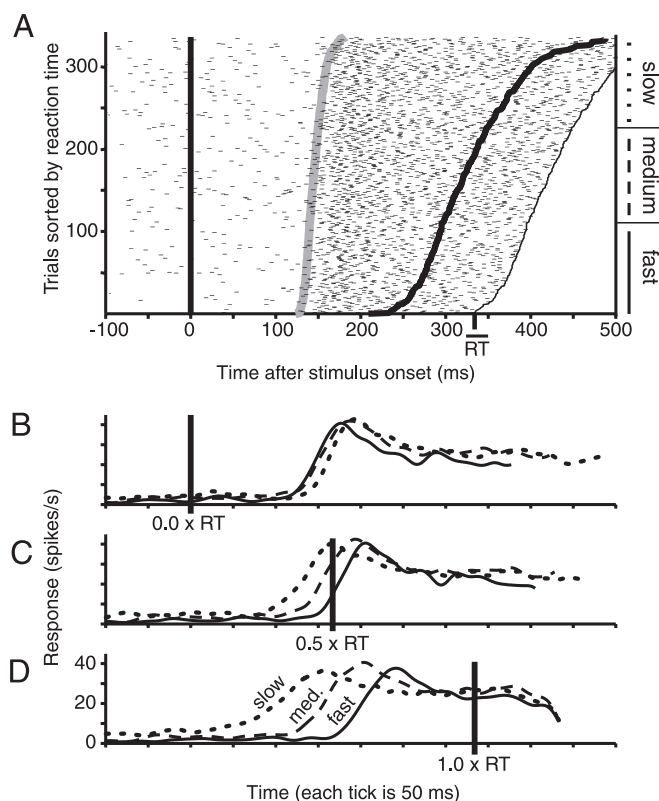 A
Trials sorted by reaction time
300
200
100
slow
medium
fast
-100 0 100 200 300 400 500
RT
Time after stimulus onset (ms)
B
0.0 x RT
Response (spikes/s)
C
0.5 x RT
D
40
20
0
slow
med.
fast
1.0 x RT
Time (each tick is 50 ms)